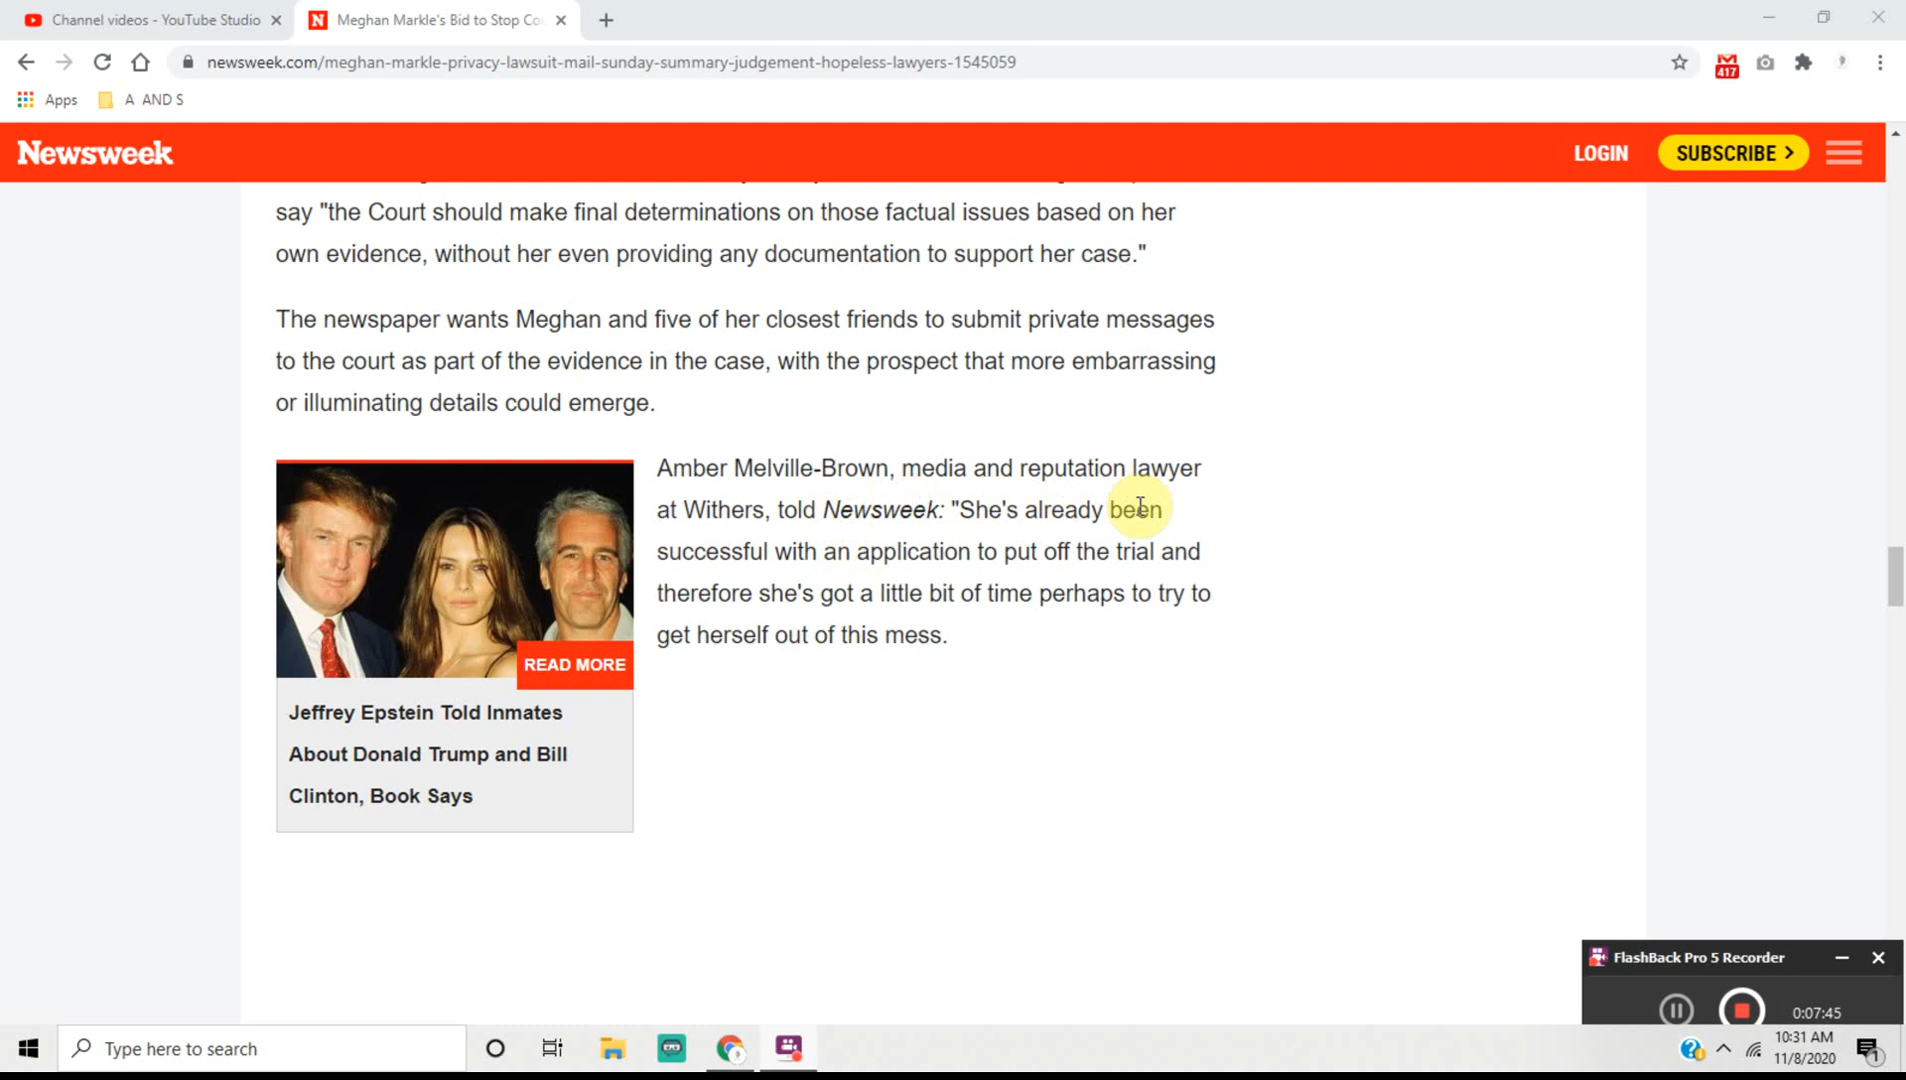 Channel videos - YouTube Studio
Meghan Markle's Bid to Stop Co
newsweek.com/meghan-markle-privacy-lawsuit-mail-sunday-summary-judgement-hopeless-lawyers-1545059
417
Apps
A AND S
Newsweek
LOGIN
SUBSCRIBE >
say "the Court should make final determinations on those factual issues based on her
own evidence, without her even providing any documentation to support her case."
The newspaper wants Meghan and five of her closest friends to submit private messages
to the court as part of the evidence in the case, with the prospect that more embarrassing
or illuminating details could emerge.
Amber Melville-Brown, media and reputation lawyer
at Withers, told Newsweek: "She's already been
successful with an application to put off the trial and
therefore she's got a little bit of time perhaps to try to
get herself out of this mess.
READ MORE
Jeffrey Epstein Told Inmates
About Donald Trump and Bill
Clinton, Book Says
FlashBack Pro 5 Recorder
0:07:45
Type here to search
10:31 AM
11/8/2020
1